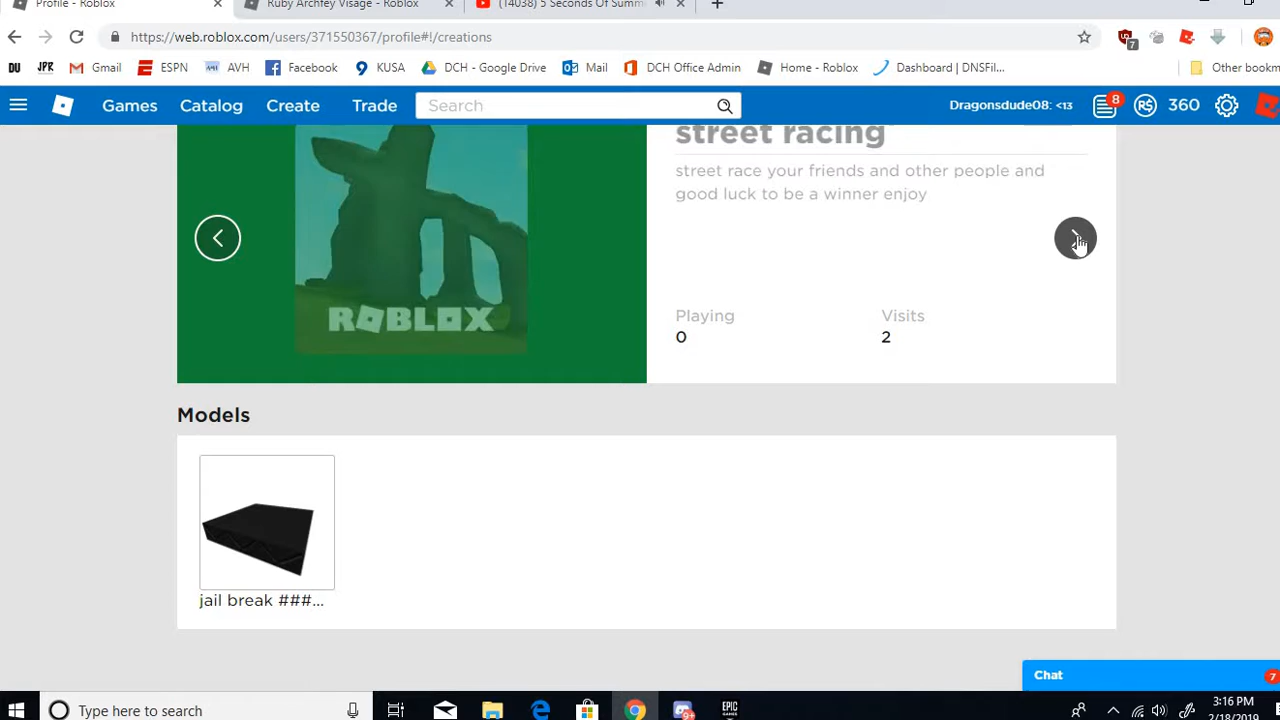 Profile - Roblox
Ruby Archfey Visage - Roblox
(14038) 5 Seconds Of Summ
https://web.roblox.com/users/371550367/profile#!/creations
7
DU
JPR
Gmail
ESPN
AVH
Facebook
KUSA
DCH - Google Drive
Mail
DCH Office Admin
Home - Roblox
Dashboard | DNSFil...
Other bookm
Games
Catalog
Create
Trade
Search
Dragonsdude08: <13
8
R$
360
street racing
street race your friends and other people and
good luck to be a winner enjoy
ROBLOX
Playing
Visits
0
2
Models
jail break ###...
Chat
7
Type here to search
9+
EPIC
GAMES
3:16 PM
/18/2019